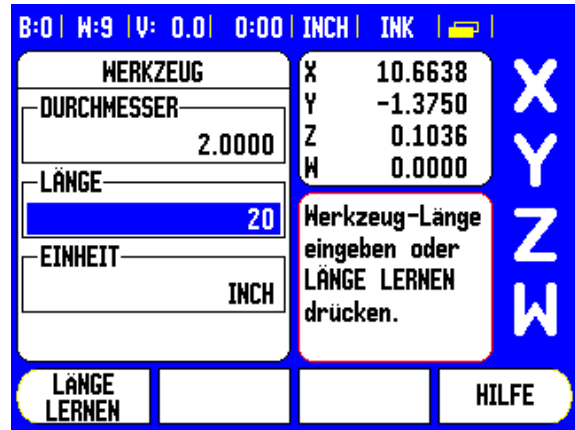 B:0 | W:9 | V: 0.0 | 0:00 | INCH | INK
WERKZEUG
DURCHMESSER
2.0000
LÄNGE
20
EINHEIT
INCH
X 10.6638
Y -1.3750
Z 0.1036
W 0.0000
Werkzeug-Länge
eingeben oder
LÄNGE LERNEN
drücken.
X
Y
Z
W
LÄNGE
LERNEN
HILFE